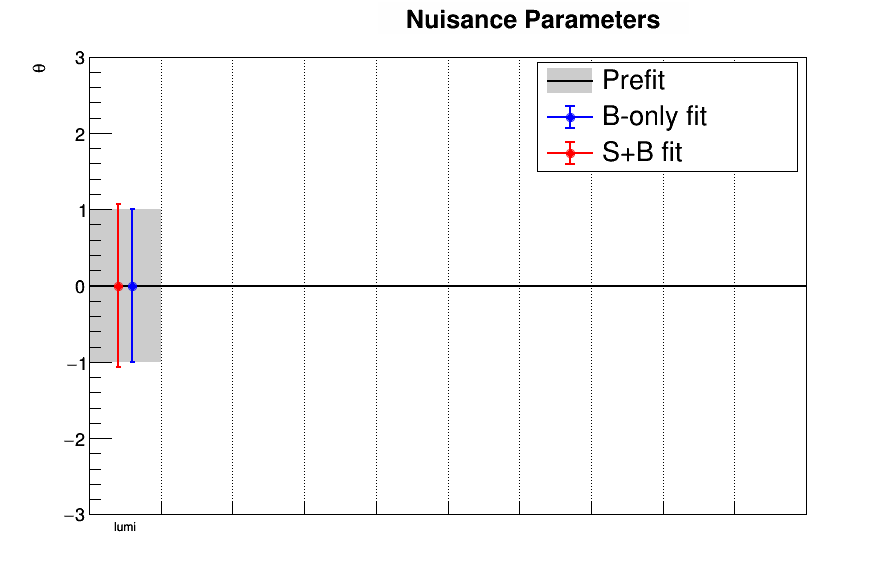 Nuisance Parameters
θ
3
2
1
0
−1
−2
−3
Prefit
B-only fit
S+B fit
lumi